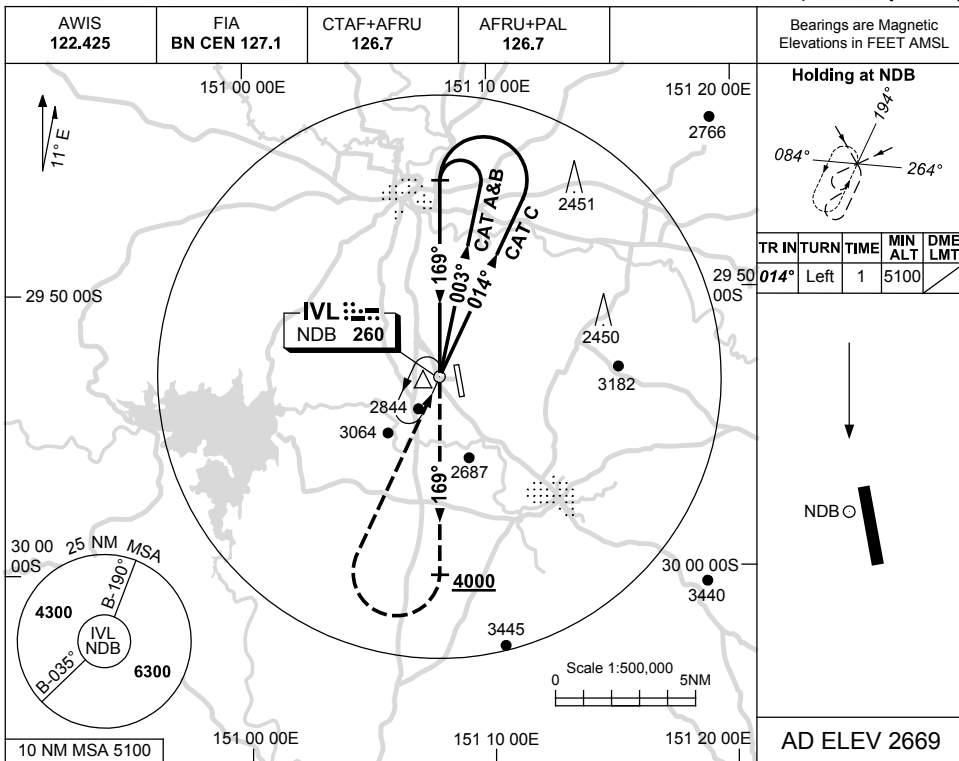 AWIS
122.425
FIA
BN CEN 127.1
CTAF+AFRU
126.7
AFRU+PAL
126.7
Bearings are Magnetic
Elevations in FEET AMSL
151 00 00E
151 10 00E
151 20 00E
11° E
2766
2451
CAT A&B
CAT C
169°
003°
014°
29 50 00S
29 50
00S
IVL
NDB 260
2450
3182
2844
3064
2687
169°
4000
30 00
00S
30 00 00S
3440
3445
25 NM MSA
B-190°
4300
IVL
NDB
B-035°
6300
10 NM MSA 5100
Scale 1:500,000
0
5NM
151 00 00E
151 10 00E
151 20 00E
Holding at NDB
194°
084°
264°
TR IN
TURN
TIME
MIN
ALT
DME
LMT
014°
Left
1
5100
NDB
AD ELEV 2669